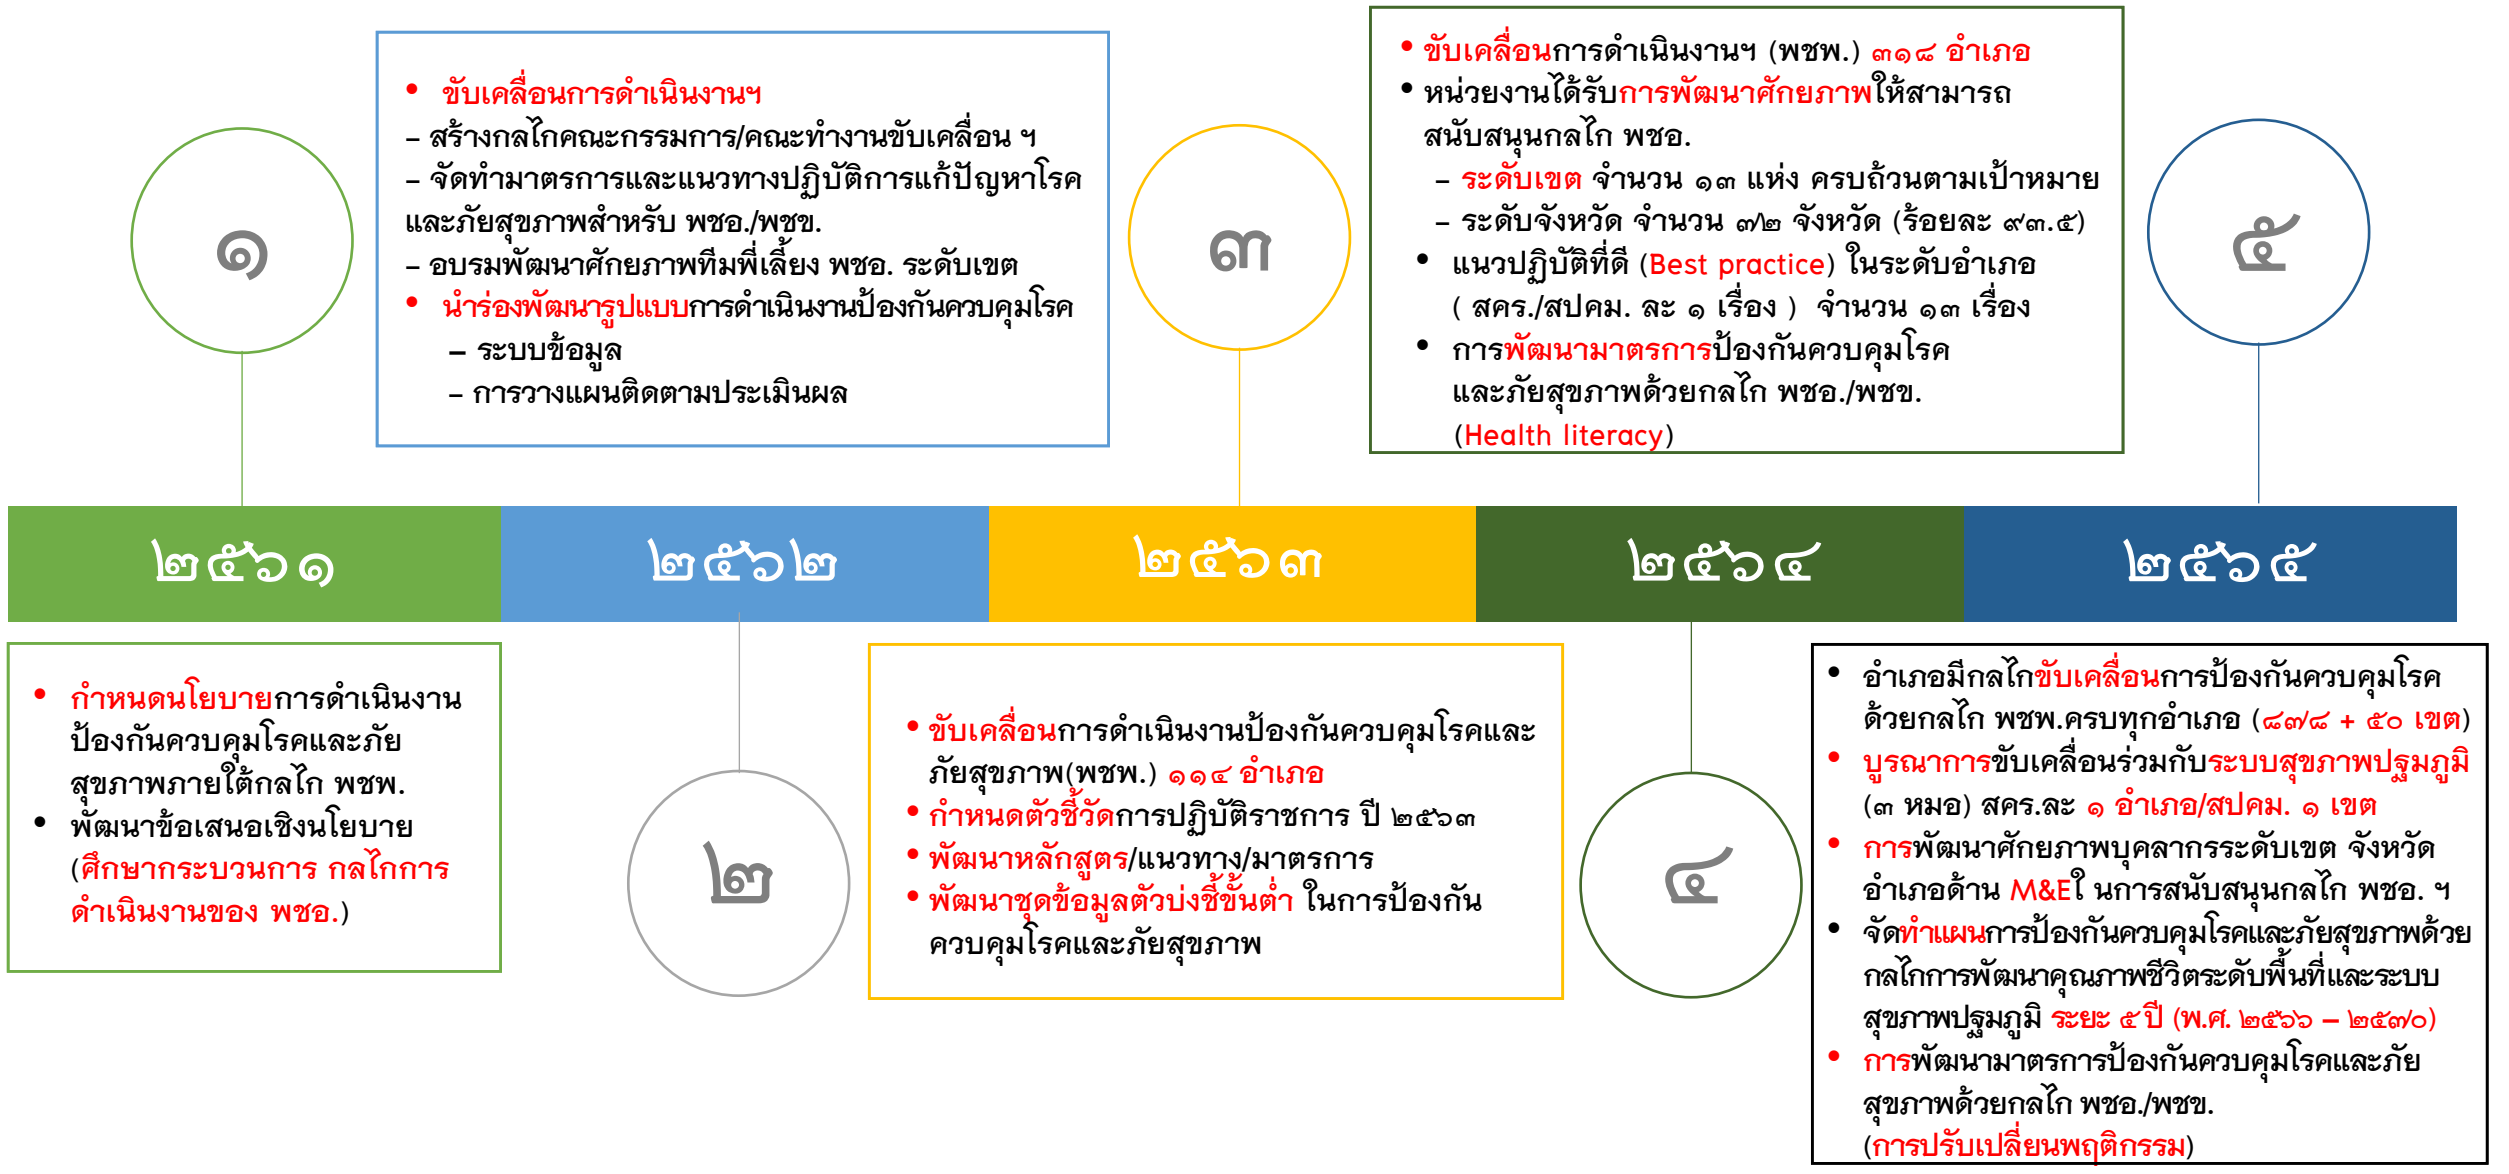 ๑
• ขับเคลื่อนการดำเนินงานฯ
– สร้างกลไกคณะกรรมการ/คณะทำงานขับเคลื่อน ฯ
– จัดทำมาตรการและแนวทางปฏิบัติการแก้ปัญหาโรค
และภัยสุขภาพสำหรับ พชอ./พชข.
– อบรมพัฒนาศักยภาพทีมพี่เลี้ยง พชอ. ระดับเขต
• นำร่องพัฒนารูปแบบการดำเนินงานป้องกันควบคุมโรค
– ระบบข้อมูล
– การวางแผนติดตามประเมินผล
๓
• ขับเคลื่อนการดำเนินงานฯ (พชพ.) ๓๑๘ อำเภอ
• หน่วยงานได้รับการพัฒนาศักยภาพให้สามารถ
สนับสนุนกลไก พชอ.
– ระดับเขต จำนวน ๑๓ แห่ง ครบถ้วนตามเป้าหมาย
– ระดับจังหวัด จำนวน ๗๒ จังหวัด (ร้อยละ ๙๓.๕)
• แนวปฏิบัติที่ดี (Best practice) ในระดับอำเภอ
( สคร./สปคม. ละ ๑ เรื่อง ) จำนวน ๑๓ เรื่อง
• การพัฒนามาตรการป้องกันควบคุมโรค
และภัยสุขภาพด้วยกลไก พชอ./พชข.
(Health literacy)
๕
๒๕๖๑
๒๕๖๒
๒๕๖๓
๒๕๖๔
๒๕๖๕
• กำหนดนโยบายการดำเนินงาน
ป้องกันควบคุมโรคและภัย
สุขภาพภายใต้กลไก พชพ.
• พัฒนาข้อเสนอเชิงนโยบาย
(ศึกษากระบวนการ กลไกการ
ดำเนินงานของ พชอ.)
๒
• ขับเคลื่อนการดำเนินงานป้องกันควบคุมโรคและ
ภัยสุขภาพ(พชพ.) ๑๑๔ อำเภอ
• กำหนดตัวชี้วัดการปฏิบัติราชการ ปี ๒๕๖๓
• พัฒนาหลักสูตร/แนวทาง/มาตรการ
• พัฒนาชุดข้อมูลตัวบ่งชี้ขั้นต่ำ ในการป้องกัน
ควบคุมโรคและภัยสุขภาพ
๔
• อำเภอมีกลไกขับเคลื่อนการป้องกันควบคุมโรค
ด้วยกลไก พชพ.ครบทุกอำเภอ (๘๗๘ + ๕๐ เขต)
• บูรณาการขับเคลื่อนร่วมกับระบบสุขภาพปฐมภูมิ
(๓ หมอ) สคร.ละ ๑ อำเภอ/สปคม. ๑ เขต
• การพัฒนาศักยภาพบุคลากรระดับเขต จังหวัด
อำเภอด้าน M&Eใ นการสนับสนุนกลไก พชอ. ฯ
• จัดทำแผนการป้องกันควบคุมโรคและภัยสุขภาพด้วย
กลไกการพัฒนาคุณภาพชีวิตระดับพื้นที่และระบบ
สุขภาพปฐมภูมิ ระยะ ๕ ปี (พ.ศ. ๒๕๖๖ – ๒๕๗๐)
• การพัฒนามาตรการป้องกันควบคุมโรคและภัย
สุขภาพด้วยกลไก พชอ./พชข.
(การปรับเปลี่ยนพฤติกรรม)